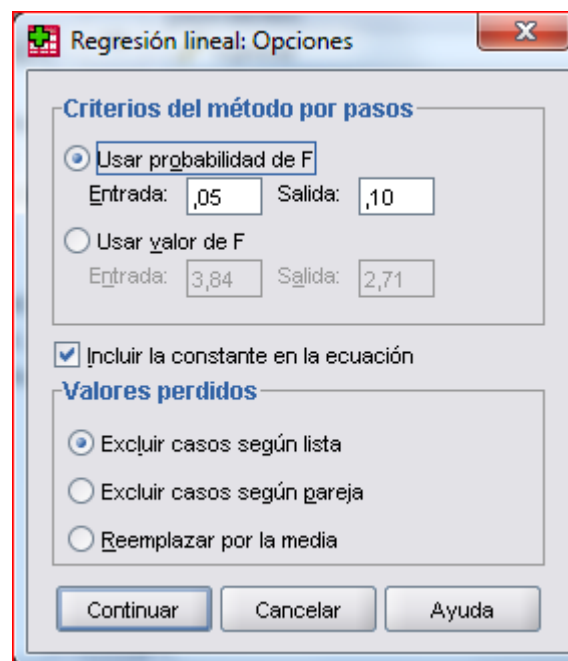 Regresión lineal: Opciones
Criterios del método por pasos
Usar probabilidad de F
Entrada: ,05 Salida: ,10
Usar valor de F
Entrada: 3,84 Salida: 2,71
Incluir la constante en la ecuación
Valores perdidos
Excluir casos según lista
Excluir casos según pareja
Reemplazar por la media
Continuar Cancelar Ayuda